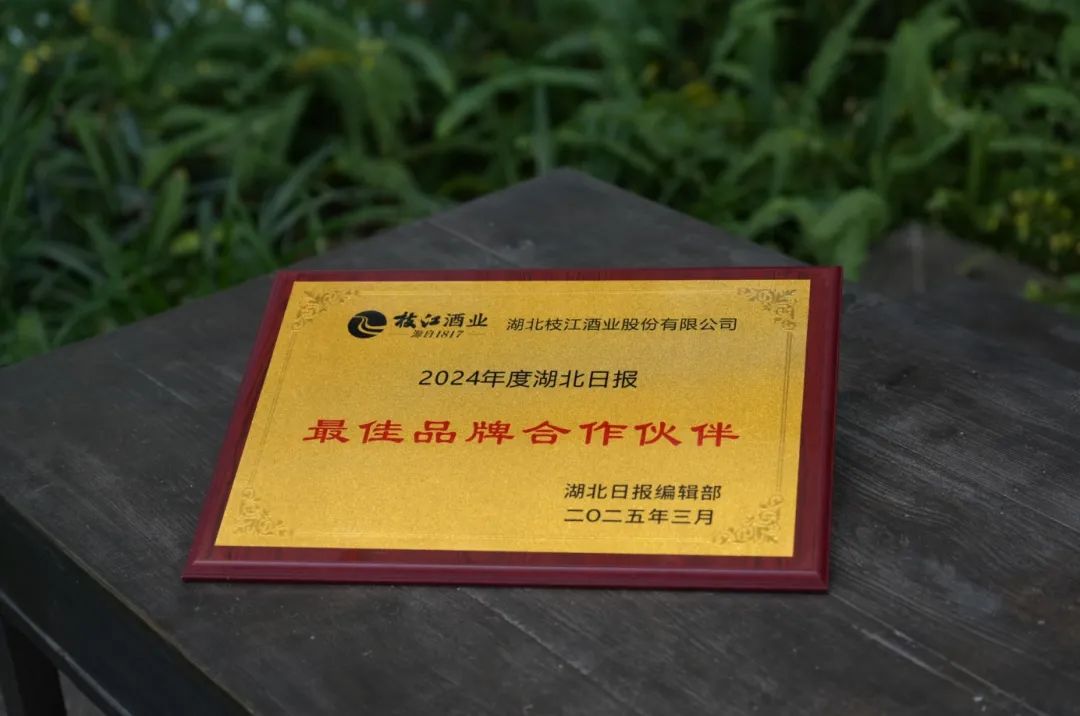 枝江酒业 湖北枝江酒业股份有限公司
源自1817
2024年度湖北日报
最佳品牌合作伙伴
湖北日报编辑部
二〇二五年三月